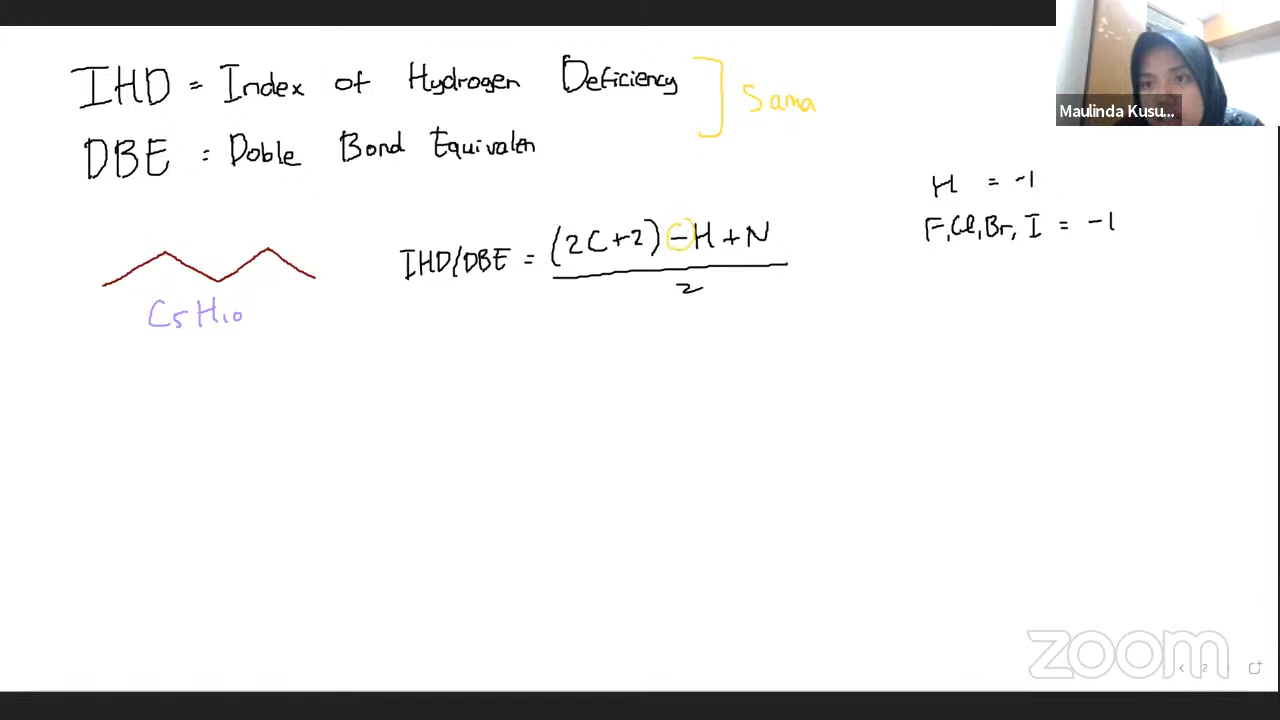 IHD = Index of Hydrogen Deficiency
Sama
DBE = Doble Bond Equivalen
Maulinda Kusu...
H = -1
F, Cl, Br, I = -1
IHD/DBE = (2C+2) - H + N
2
C5H10
zoom
< 2 >